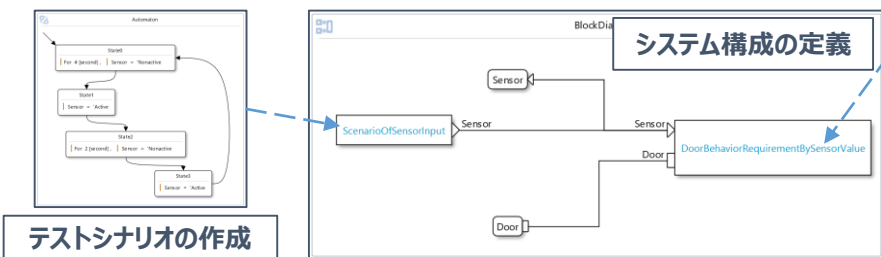 Automaton
State0
For 4 [second] , Sensor = 'Nonactive
State1
Sensor = 'Active
State2
For 2 [second] , Sensor = 'Nonactive
State3
Sensor = 'Active
テストシナリオの作成
BlockDia
システム構成の定義
Sensor
ScenarioOfSensorInput
Sensor
Sensor
Door
DoorBehaviorRequirementBySensorValue
Door